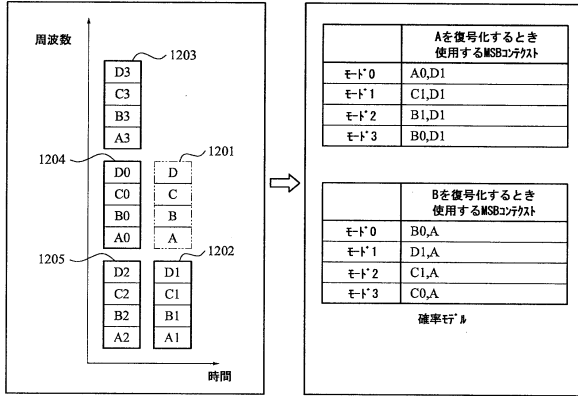 周波数
1203
D3
C3
B3
A3
1204
1201
D0
C0
B0
A0
D
C
B
A
1205
1202
D2
C2
B2
A2
D1
C1
B1
A1
時間
Aを復号化するとき
使用するMSBコンテクスト
モード0 A0,D1
モード1 C1,D1
モード2 B1,D1
モード3 B0,D1
Bを復号化するとき
使用するMSBコンテクスト
モード0 B0,A
モード1 D1,A
モード2 C1,A
モード3 C0,A
確率モデル